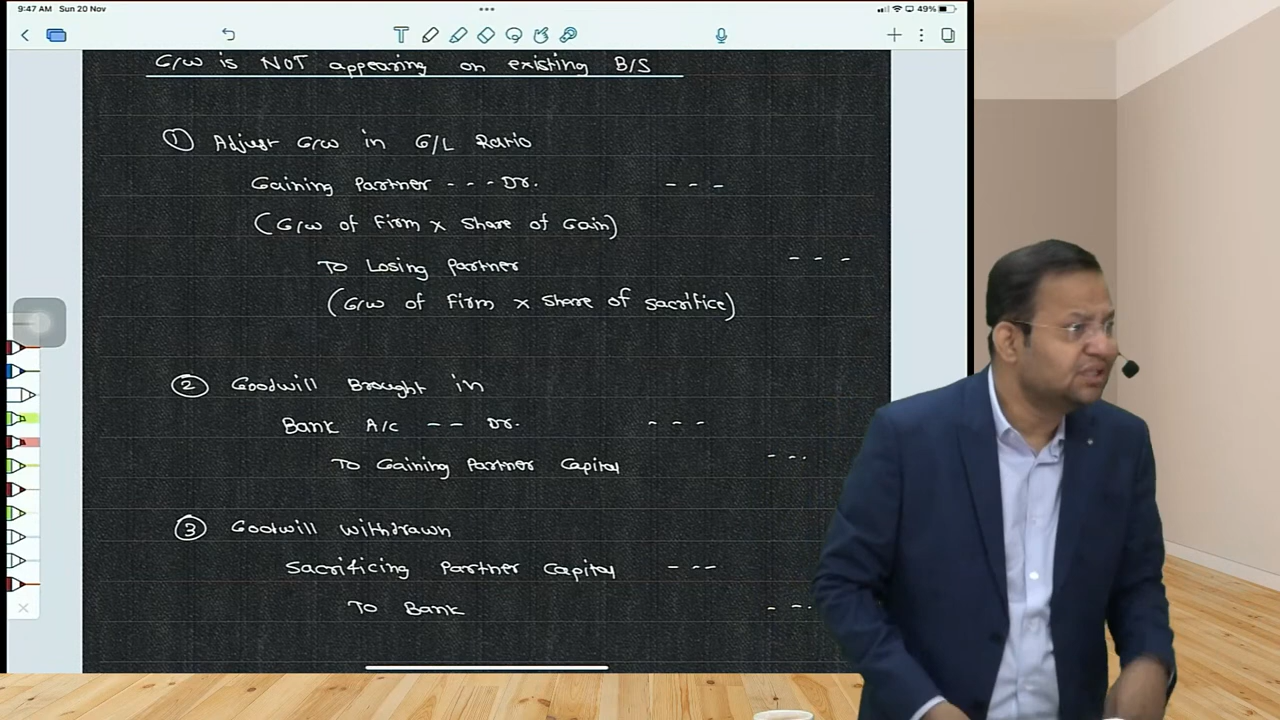 9:47 AM Sun 20 Nov
49%
G/W is NOT appearing on existing B/S
① Adjust G/W in G/L Ratio
Gaining Partner - - - Dr. - - -
(G/W of Firm x Share of Gain)
To Losing Partner - - -
(G/W of Firm x Share of sacrifice)
② Goodwill Brought in
Bank A/C -- Dr. - - -
To Gaining Partner Capital - - -
③ Goodwill withdrawn
Sacrificing Partner Capital - - -
To Bank - - -